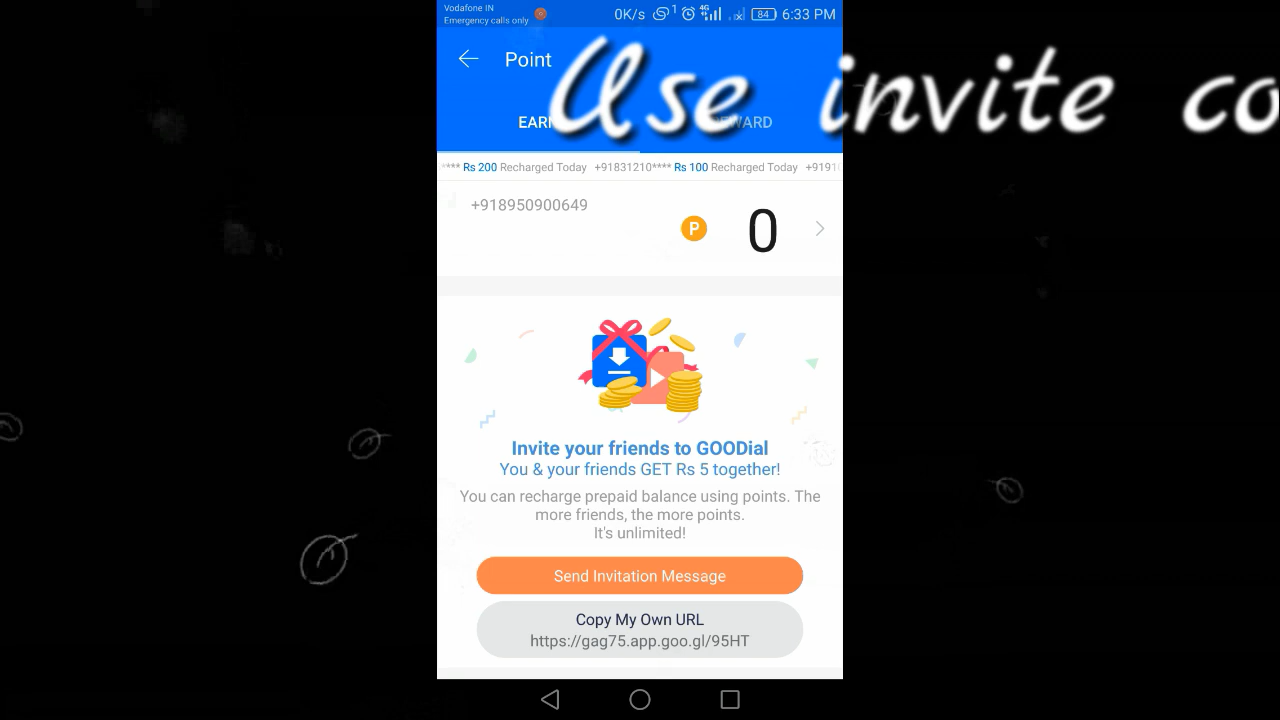 Vodafone IN
Emergency calls only
0K/s 1 4G 84 6:33 PM
Point
Use invite co
EARN
**** Rs 200 Recharged Today +91831210**** Rs 100 Recharged Today +9191
+918950900649
P 0
Invite your friends to GOODial
You & your friends GET Rs 5 together!
You can recharge prepaid balance using points. The
more friends, the more points.
It's unlimited!
Send Invitation Message
Copy My Own URL
https://gag75.app.goo.gl/95HT